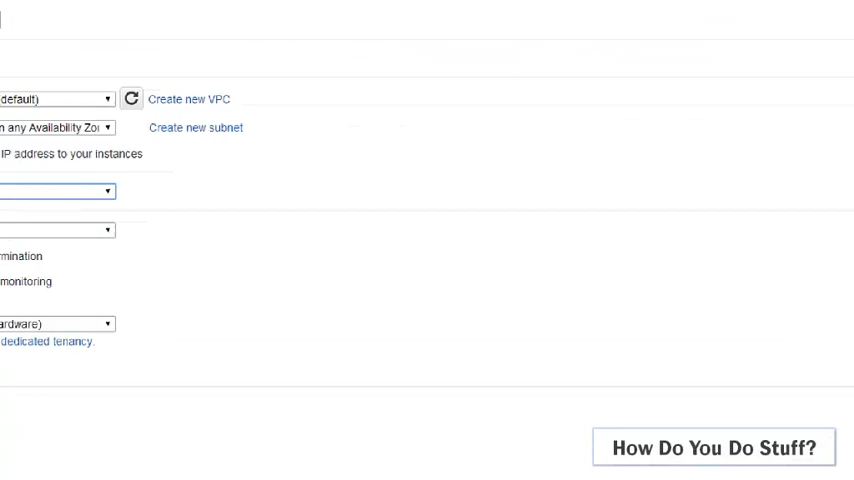 default)
Create new VPC
n any Availability Zo
Create new subnet
IP address to your instances
rmination
monitoring
ardware)
dedicated tenancy.
How Do You Do Stuff?